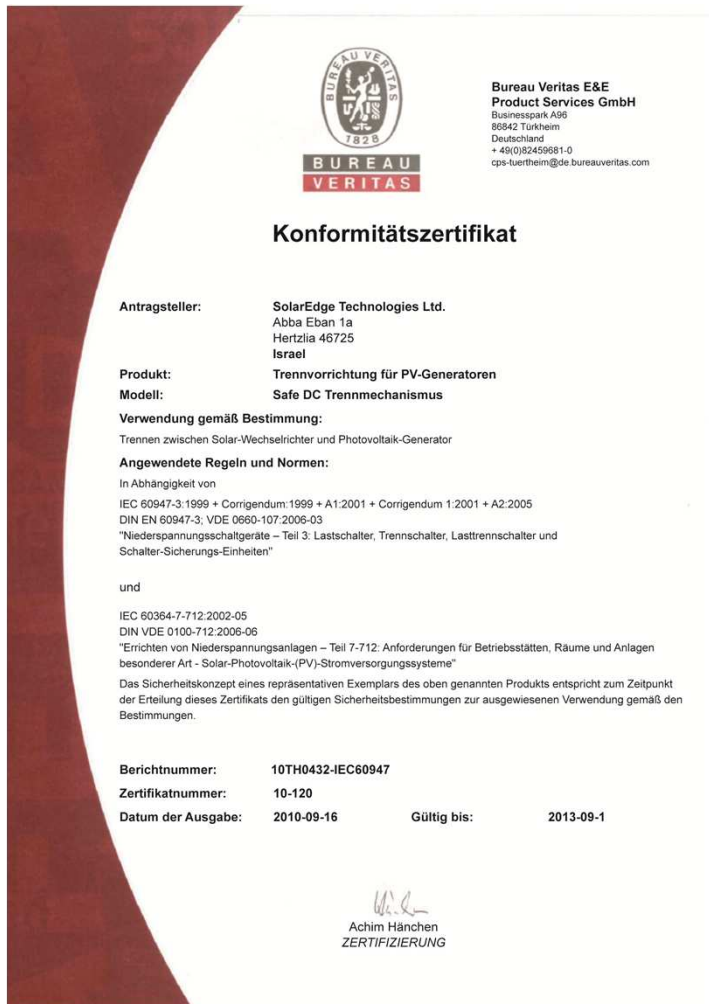 BUREAU VERITAS
1828
BUREAU
VERITAS
Bureau Veritas E&E
Product Services GmbH
Businesspark A96
86842 Türkheim
Deutschland
+ 49(0)82459681-0
cps-tuertheim@de.bureauveritas.com
Konformitätszertifikat
Antragsteller: SolarEdge Technologies Ltd.
Abba Eban 1a
Hertzlia 46725
Israel
Produkt: Trennvorrichtung für PV-Generatoren
Modell: Safe DC Trennmechanismus
Verwendung gemäß Bestimmung:
Trennen zwischen Solar-Wechselrichter und Photovoltaik-Generator
Angewendete Regeln und Normen:
In Abhängigkeit von
IEC 60947-3:1999 + Corrigendum:1999 + A1:2001 + Corrigendum 1:2001 + A2:2005
DIN EN 60947-3; VDE 0660-107:2006-03
"Niederspannungsschaltgeräte – Teil 3: Lastschalter, Trennschalter, Lasttrennschalter und
Schalter-Sicherungs-Einheiten"
und
IEC 60364-7-712:2002-05
DIN VDE 0100-712:2006-06
"Errichten von Niederspannungsanlagen – Teil 7-712: Anforderungen für Betriebsstätten, Räume und Anlagen
besonderer Art - Solar-Photovoltaik-(PV)-Stromversorgungssysteme"
Das Sicherheitskonzept eines repräsentativen Exemplars des oben genannten Produkts entspricht zum Zeitpunkt
der Erteilung dieses Zertifikats den gültigen Sicherheitsbestimmungen zur ausgewiesenen Verwendung gemäß den
Bestimmungen.
Berichtnummer: 10TH0432-IEC60947
Zertifikatnummer: 10-120
Datum der Ausgabe: 2010-09-16 Gültig bis: 2013-09-1
Achim Hänchen
ZERTIFIZIERUNG